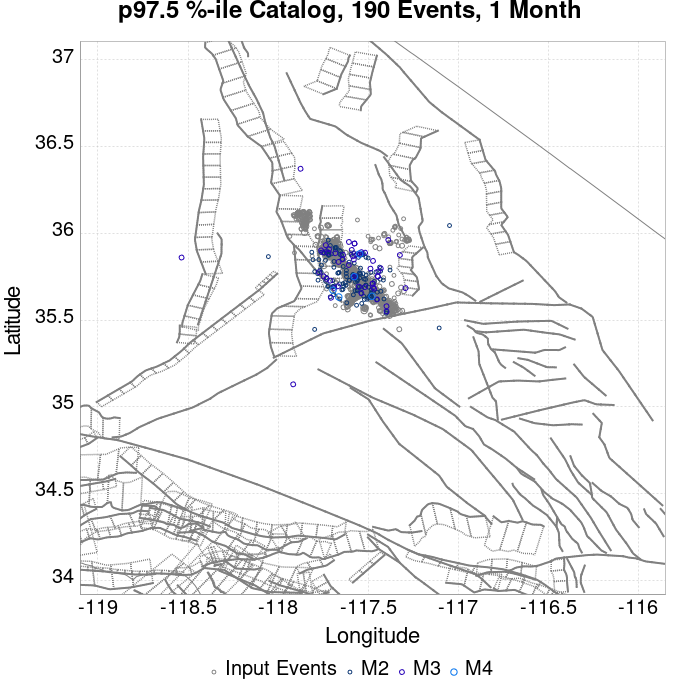 p97.5 %-ile Catalog, 190 Events, 1 Month
37
36.5
36
35.5
35
34.5
34
Latitude
-119 -118.5 -118 -117.5 -117 -116.5 -116
Longitude
Input Events M2 M3 M4